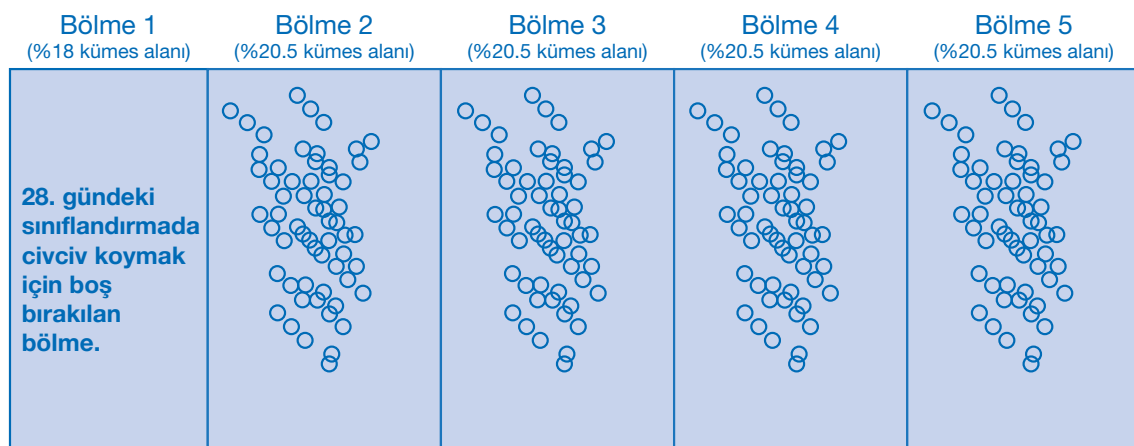 Bölme 1
(%18 kümes alanı)
Bölme 2
(%20.5 kümes alanı)
Bölme 3
(%20.5 kümes alanı)
Bölme 4
(%20.5 kümes alanı)
Bölme 5
(%20.5 kümes alanı)
28. gündeki
sınıflandırmada
civciv koymak
için boş
bırakılan
bölme.